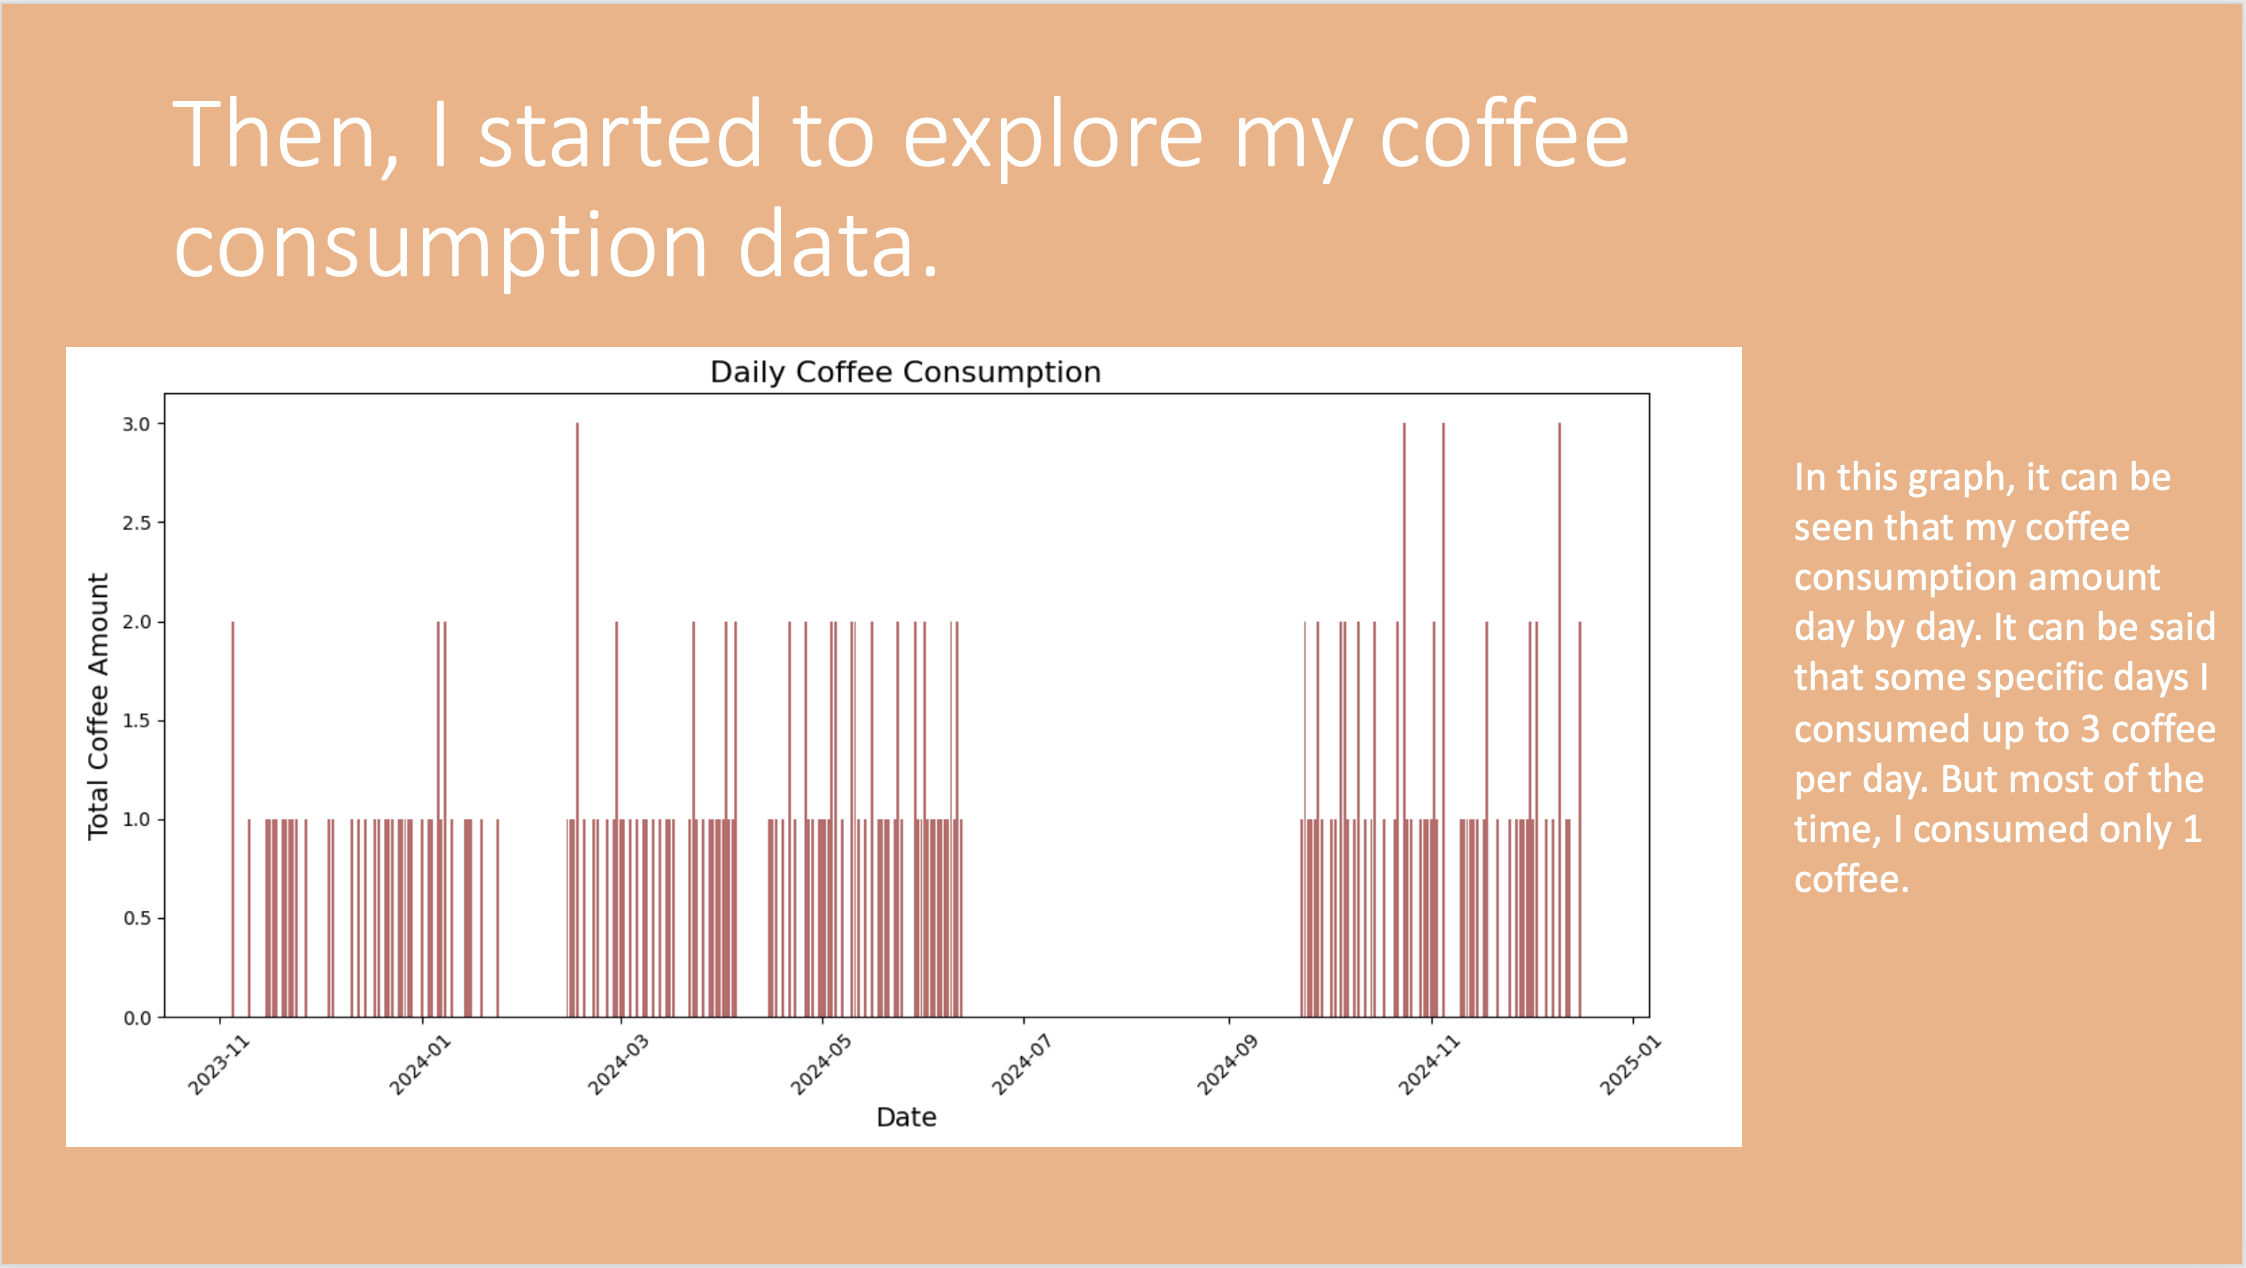 Then, I started to explore my coffee
consumption data.
Daily Coffee Consumption
3.0
2.5
2.0
1.5
1.0
0.5
0.0
Total Coffee Amount
2023-11
2024-01
2024-03
2024-05
2024-07
2024-09
2024-11
2025-01
Date
In this graph, it can be
seen that my coffee
consumption amount
day by day. It can be said
that some specific days I
consumed up to 3 coffee
per day. But most of the
time, I consumed only 1
coffee.